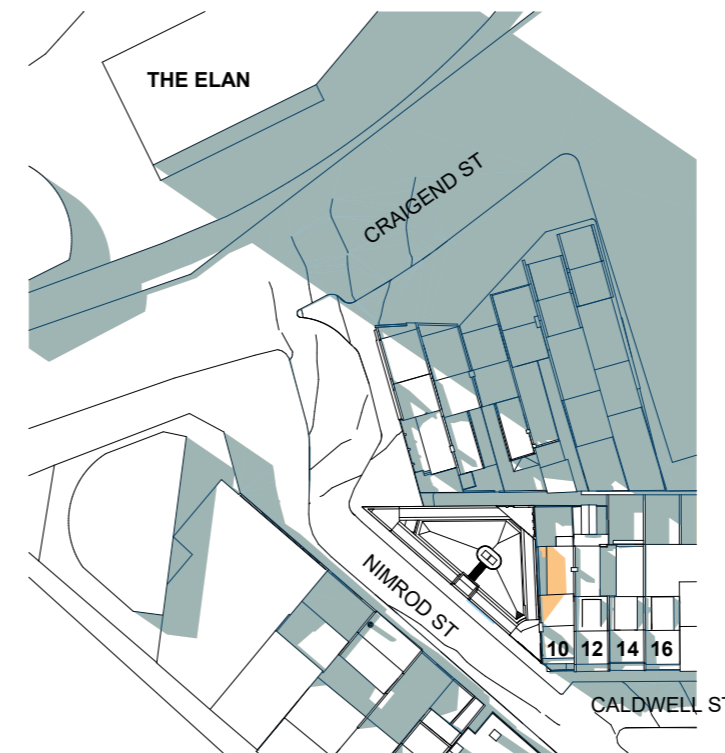 THE ELAN
CRAIGEND ST
NIMROD ST
10 12 14 16
CALDWELL ST